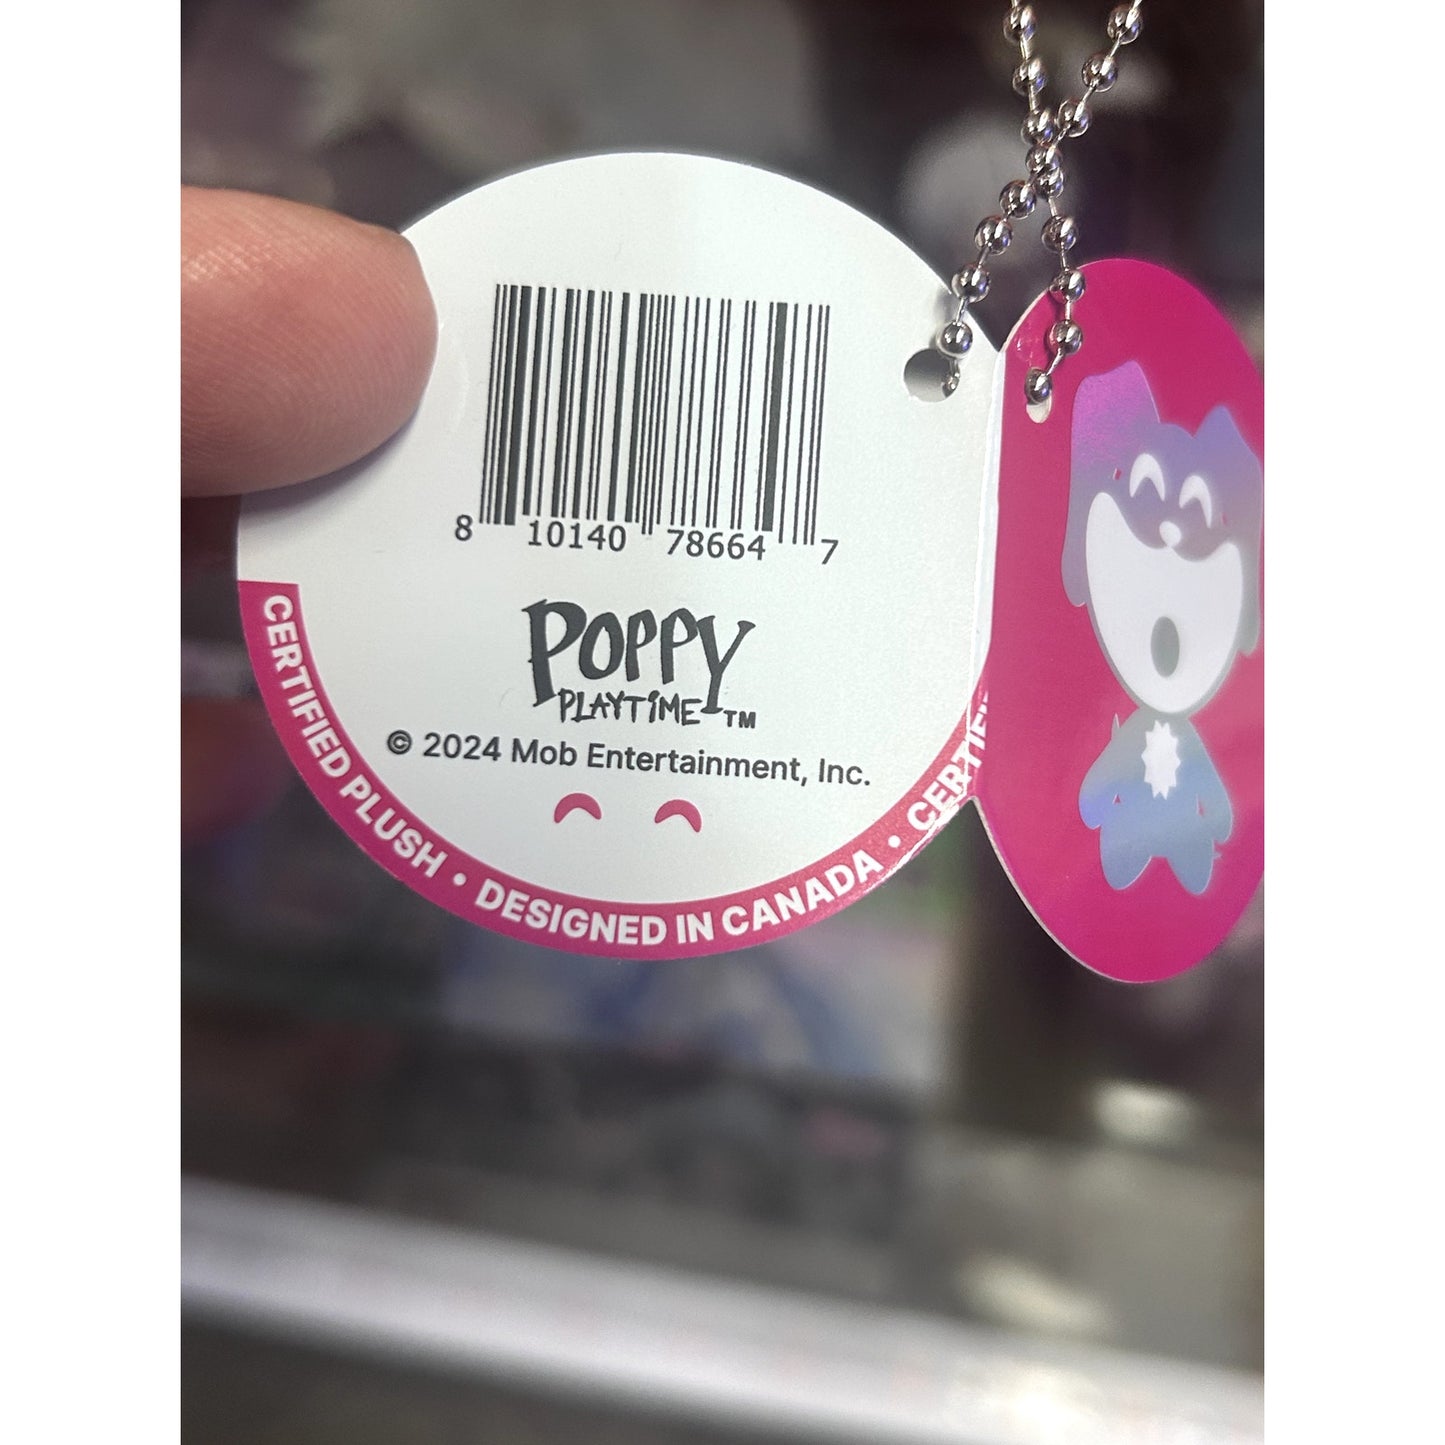 8 10140 78664 7
POPPY
PLAYTIME™
© 2024 Mob Entertainment, Inc.
CERTIFIED PLUSH • DESIGNED IN CANADA •